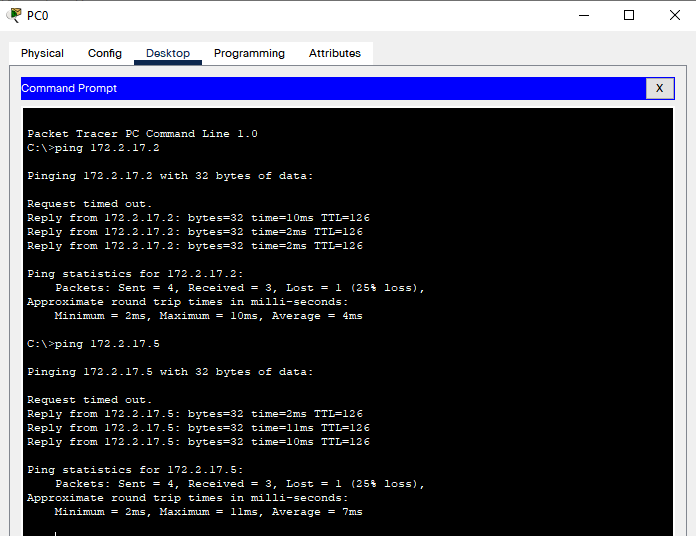 PC0
Physical Config Desktop Programming Attributes
Command Prompt X
Packet Tracer PC Command Line 1.0
C:\>ping 172.2.17.2
Pinging 172.2.17.2 with 32 bytes of data:
Request timed out.
Reply from 172.2.17.2: bytes=32 time=10ms TTL=126
Reply from 172.2.17.2: bytes=32 time=2ms TTL=126
Reply from 172.2.17.2: bytes=32 time=2ms TTL=126
Ping statistics for 172.2.17.2:
Packets: Sent = 4, Received = 3, Lost = 1 (25% loss),
Approximate round trip times in milli-seconds:
Minimum = 2ms, Maximum = 10ms, Average = 4ms
C:\>ping 172.2.17.5
Pinging 172.2.17.5 with 32 bytes of data:
Request timed out.
Reply from 172.2.17.5: bytes=32 time=2ms TTL=126
Reply from 172.2.17.5: bytes=32 time=11ms TTL=126
Reply from 172.2.17.5: bytes=32 time=10ms TTL=126
Ping statistics for 172.2.17.5:
Packets: Sent = 4, Received = 3, Lost = 1 (25% loss),
Approximate round trip times in milli-seconds:
Minimum = 2ms, Maximum = 11ms, Average = 7ms